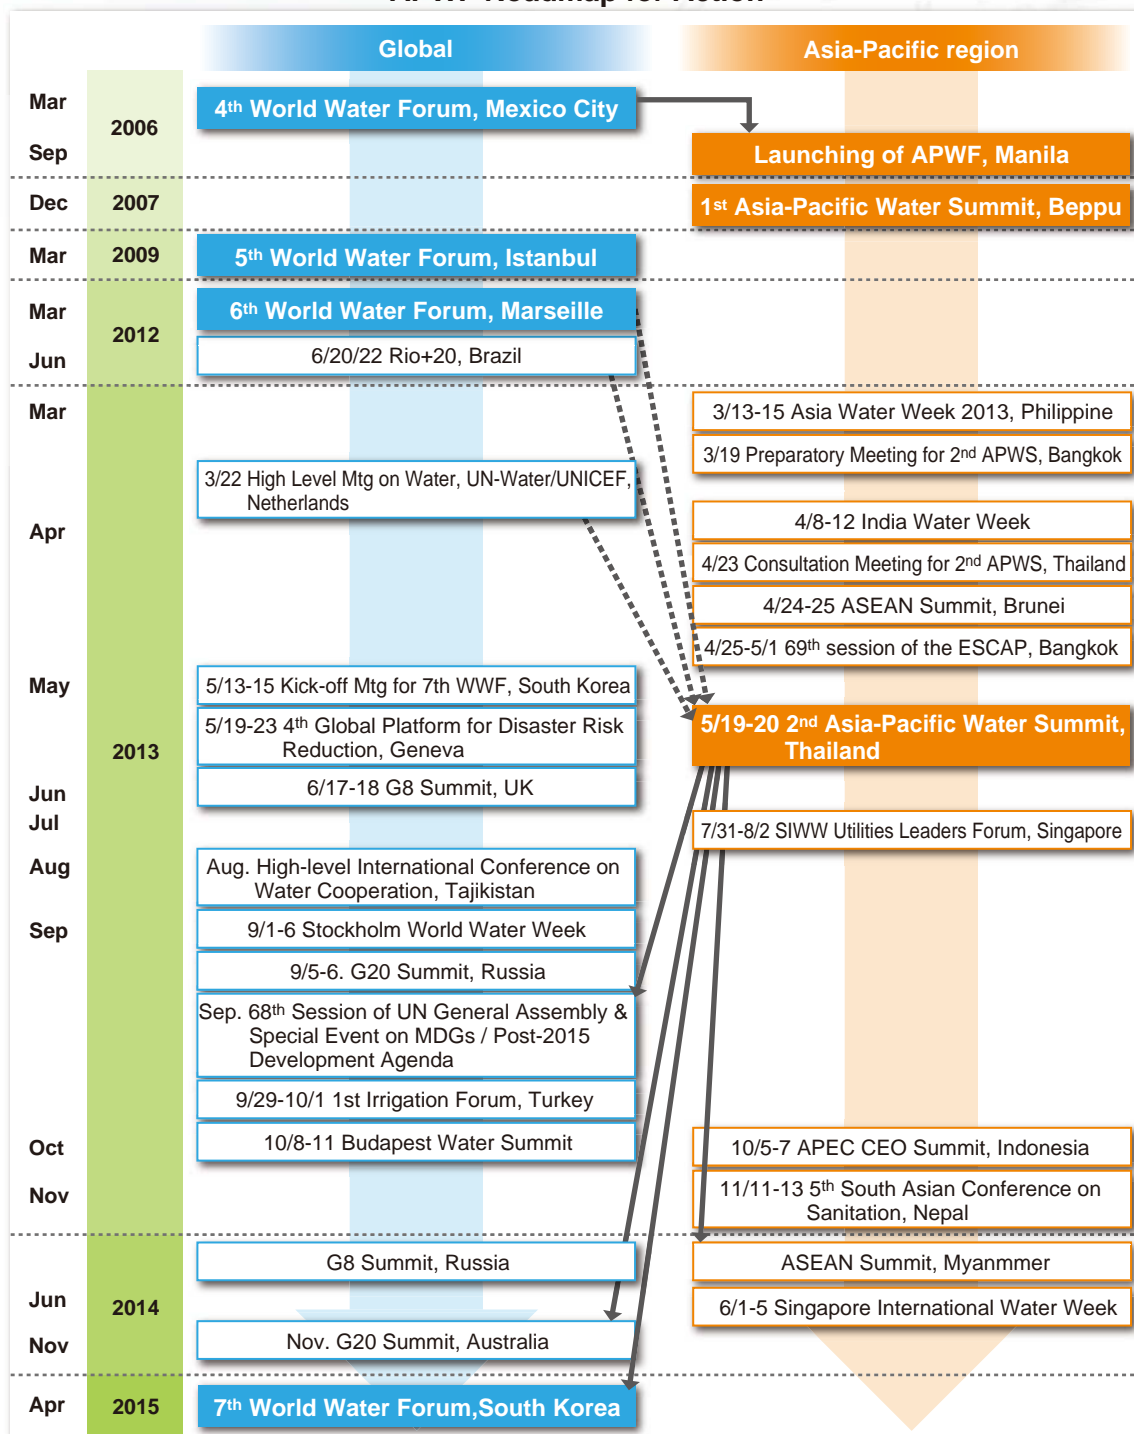 APWF Roadmap for Action
Global
Asia-Pacific region
Mar
2006
4th World Water Forum, Mexico City
Sep
Launching of APWF, Manila
Dec
2007
1st Asia-Pacific Water Summit, Beppu
Mar
2009
5th World Water Forum, Istanbul
Mar
2012
6th World Water Forum, Marseille
Jun
6/20/22 Rio+20, Brazil
Mar
3/13-15 Asia Water Week 2013, Philippine
3/19 Preparatory Meeting for 2nd APWS, Bangkok
3/22 High Level Mtg on Water, UN-Water/UNICEF,
Netherlands
Apr
4/8-12 India Water Week
4/23 Consultation Meeting for 2nd APWS, Thailand
4/24-25 ASEAN Summit, Brunei
4/25-5/1 69th session of the ESCAP, Bangkok
May
5/13-15 Kick-off Mtg for 7th WWF, South Korea
5/19-23 4th Global Platform for Disaster Risk
Reduction, Geneva
5/19-20 2nd Asia-Pacific Water Summit,
Thailand
2013
Jun
6/17-18 G8 Summit, UK
Jul
7/31-8/2 SIWW Utilities Leaders Forum, Singapore
Aug
Aug. High-level International Conference on
Water Cooperation, Tajikistan
Sep
9/1-6 Stockholm World Water Week
9/5-6. G20 Summit, Russia
Sep. 68th Session of UN General Assembly &
Special Event on MDGs / Post-2015
Development Agenda
9/29-10/1 1st Irrigation Forum, Turkey
Oct
10/8-11 Budapest Water Summit
10/5-7 APEC CEO Summit, Indonesia
Nov
11/11-13 5th South Asian Conference on
Sanitation, Nepal
G8 Summit, Russia
ASEAN Summit, Myanmmer
Jun
2014
6/1-5 Singapore International Water Week
Nov
Nov. G20 Summit, Australia
Apr
2015
7th World Water Forum,South Korea